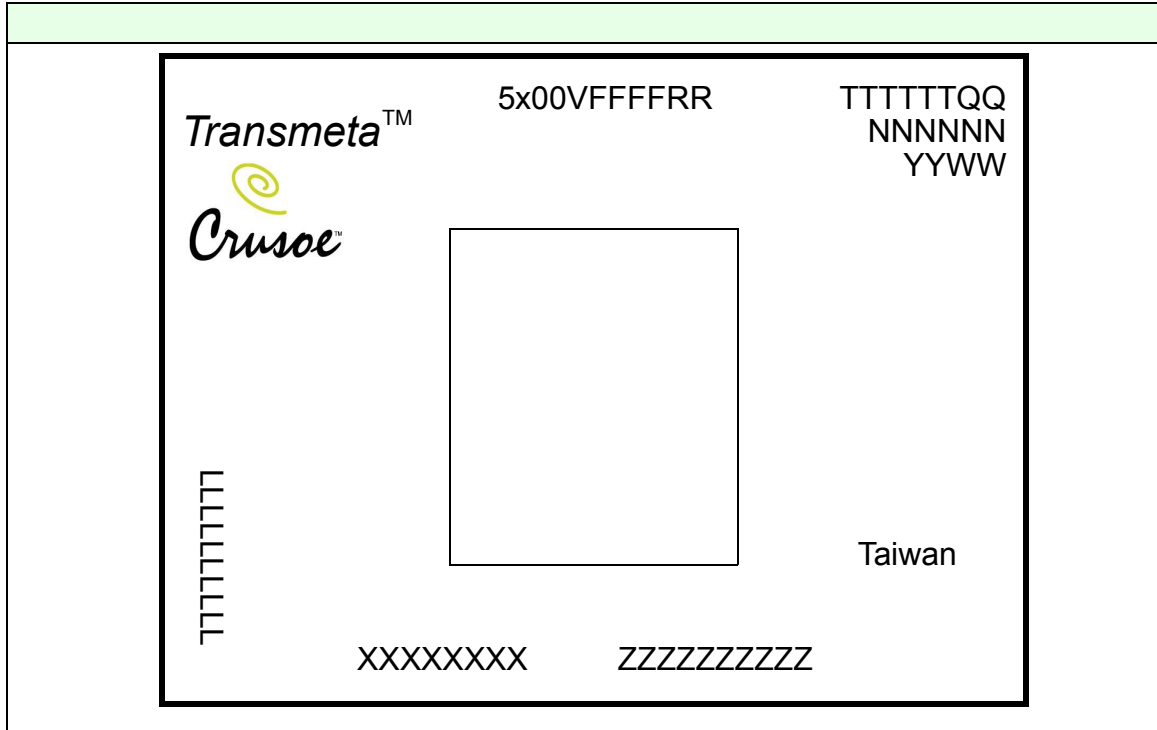 5x00VFFFFRR
TTTTTTQQ
NNNNNN
YYWW
Transmeta™
Crusoe™
LLLLLLLLLL
Taiwan
XXXXXXXX
ZZZZZZZZZZ